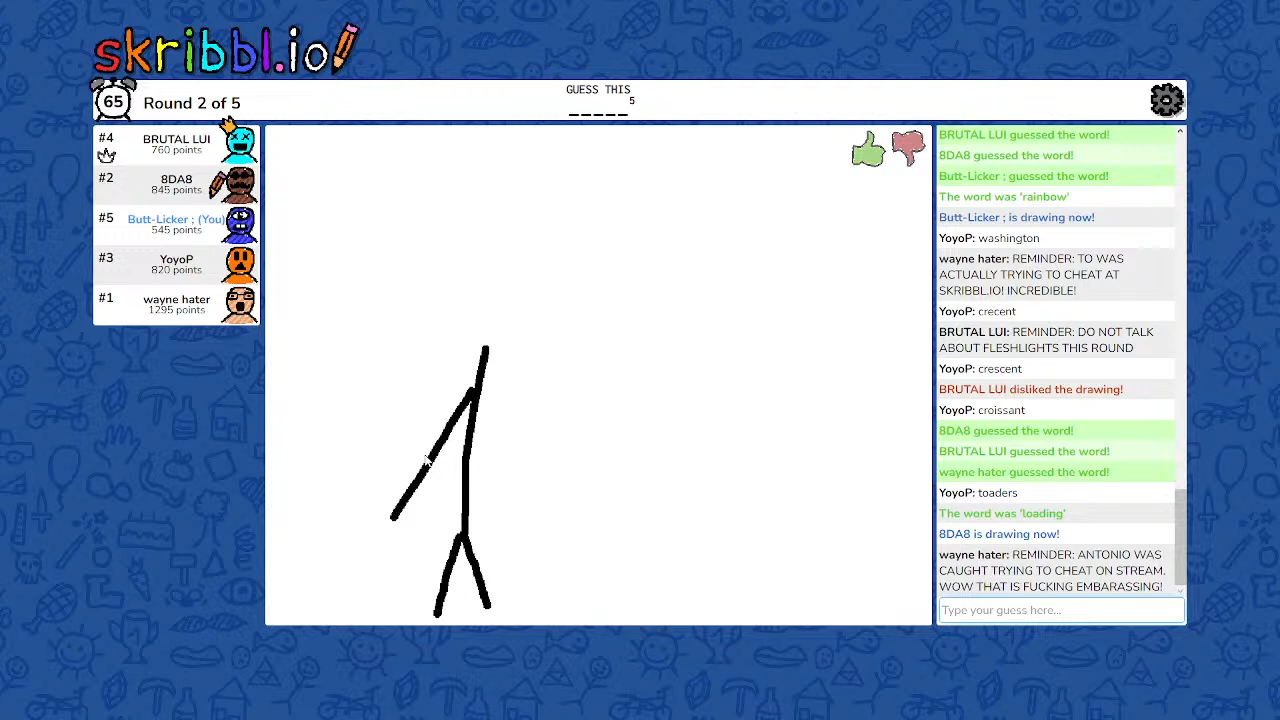 skribbl.io
65
Round 2 of 5
GUESS THIS
5
_____
#4
BRUTAL LUI
760 points
#2
8DA8
845 points
#5
Butt-Licker ; (You)
545 points
#3
YoyoP
820 points
#1
wayne hater
1295 points
BRUTAL LUI guessed the word!
8DA8 guessed the word!
Butt-Licker ; guessed the word!
The word was 'rainbow'
Butt-Licker ; is drawing now!
YoyoP: washington
wayne hater: REMINDER: TO WAS
ACTUALLY TRYING TO CHEAT AT
SKRIBBL.IO! INCREDIBLE!
YoyoP: crecent
BRUTAL LUI: REMINDER: DO NOT TALK
ABOUT FLESHLIGHTS THIS ROUND
YoyoP: crescent
BRUTAL LUI disliked the drawing!
YoyoP: croissant
8DA8 guessed the word!
BRUTAL LUI guessed the word!
wayne hater guessed the word!
YoyoP: toaders
The word was 'loading'
8DA8 is drawing now!
wayne hater: REMINDER: ANTONIO WAS
CAUGHT TRYING TO CHEAT ON STREAM.
WOW THAT IS FUCKING EMBARASSING!
Type your guess here...